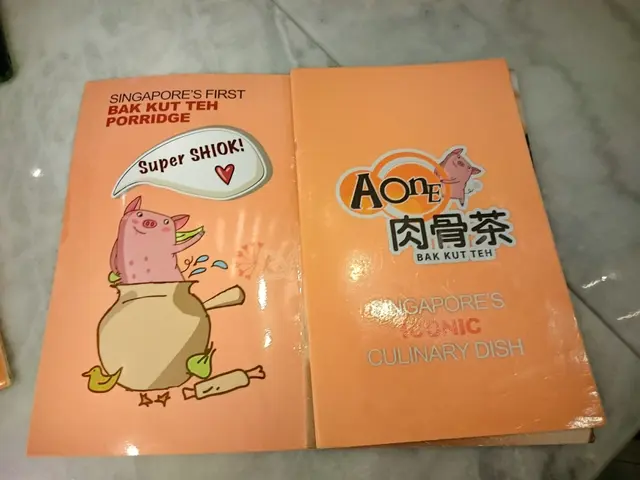 SINGAPORE'S FIRST
BAK KUT TEH
PORRIDGE
Super SHIOK!
AOnE
肉骨茶
BAK KUT TEH
SINGAPORE'S
ICONIC
CULINARY DISH